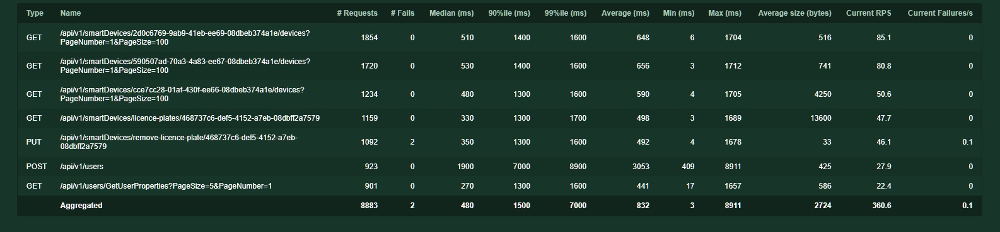 Type Name # Requests # Fails Median (ms) 90%ile (ms) 99%ile (ms) Average (ms) Min (ms) Max (ms) Average size (bytes) Current RPS Current Failures/s
GET /api/v1/smartDevices/2d0c6769-9ab9-41eb-ee69-08dbeb374a1e/devices?
PageNumber=1&PageSize=100 1854 0 510 1400 1600 648 6 1704 516 85.1 0
GET /api/v1/smartDevices/590507ad-70a3-4a83-ee67-08dbeb374a1e/devices?
PageNumber=1&PageSize=100 1720 0 530 1400 1600 656 3 1712 741 80.8 0
GET /api/v1/smartDevices/cce7cc28-01af-430f-ee66-08dbeb374a1e/devices?
PageNumber=1&PageSize=100 1234 0 480 1300 1600 590 4 1705 4250 50.6 0
GET /api/v1/smartDevices/licence-plates/468737c6-def5-4152-a7eb-08dbff2a7579 1159 0 330 1300 1700 498 3 1689 13600 47.7 0
PUT /api/v1/smartDevices/remove-licence-plate/468737c6-def5-4152-a7eb-
08dbff2a7579 1092 2 350 1300 1600 492 4 1678 33 46.1 0.1
POST /api/v1/users 923 0 1900 7000 8900 3053 409 8911 425 27.9 0
GET /api/v1/users/GetUserProperties?PageSize=5&PageNumber=1 901 0 270 1300 1600 441 17 1657 586 22.4 0
Aggregated 8883 2 480 1500 7000 832 3 8911 2724 360.6 0.1